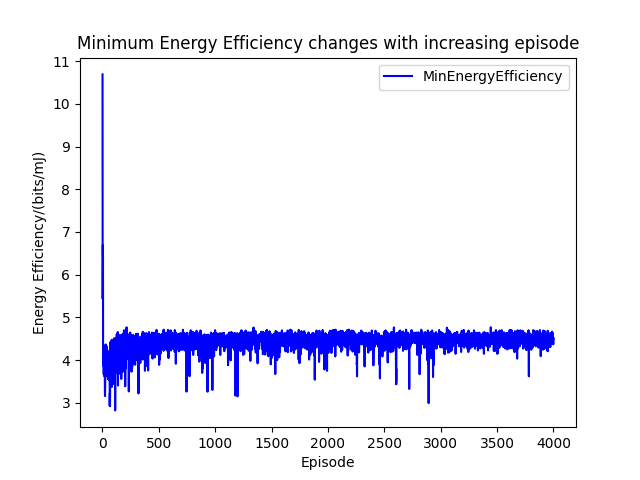 Minimum Energy Efficiency changes with increasing episode
MinEnergyEfficiency
Energy Efficiency/(bits/mJ)
11
10
9
8
7
6
5
4
3
0 500 1000 1500 2000 2500 3000 3500 4000
Episode